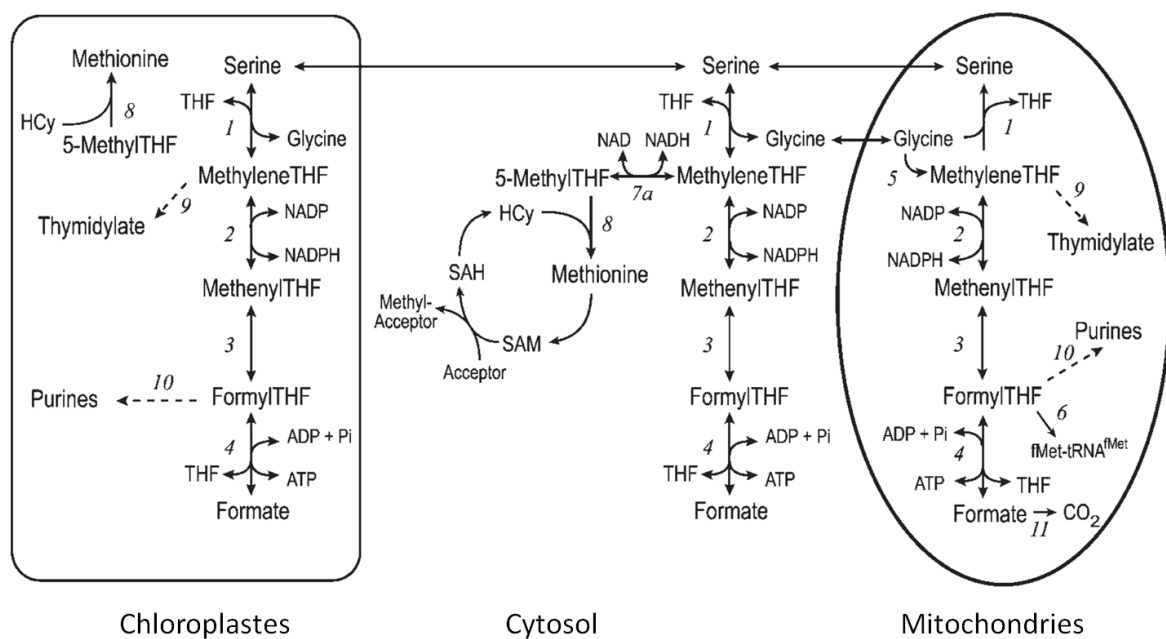 Methionine
HCy
8
5-MethylTHF
Serine
THF
1
Glycine
MethyleneTHF
9
Thymidylate
NADP
2
NADPH
MethenylTHF
3
Purines
10
FormylTHF
4
ADP + Pi
THF
ATP
Formate
Chloroplastes
Serine
THF
1
Glycine
NAD
NADH
5-MethylTHF
7a
MethyleneTHF
HCy
8
NADP
2
NADPH
SAH
Methionine
MethenylTHF
Methyl-
Acceptor
SAM
3
Acceptor
FormylTHF
4
ADP + Pi
THF
ATP
Formate
Cytosol
Serine
THF
Glycine
1
5
MethyleneTHF
9
NADP
2
Thymidylate
NADPH
MethenylTHF
Purines
3
10
FormylTHF
6
ADP + Pi
fMet-tRNAfMet
4
ATP
THF
Formate
CO2
11
Mitochondries